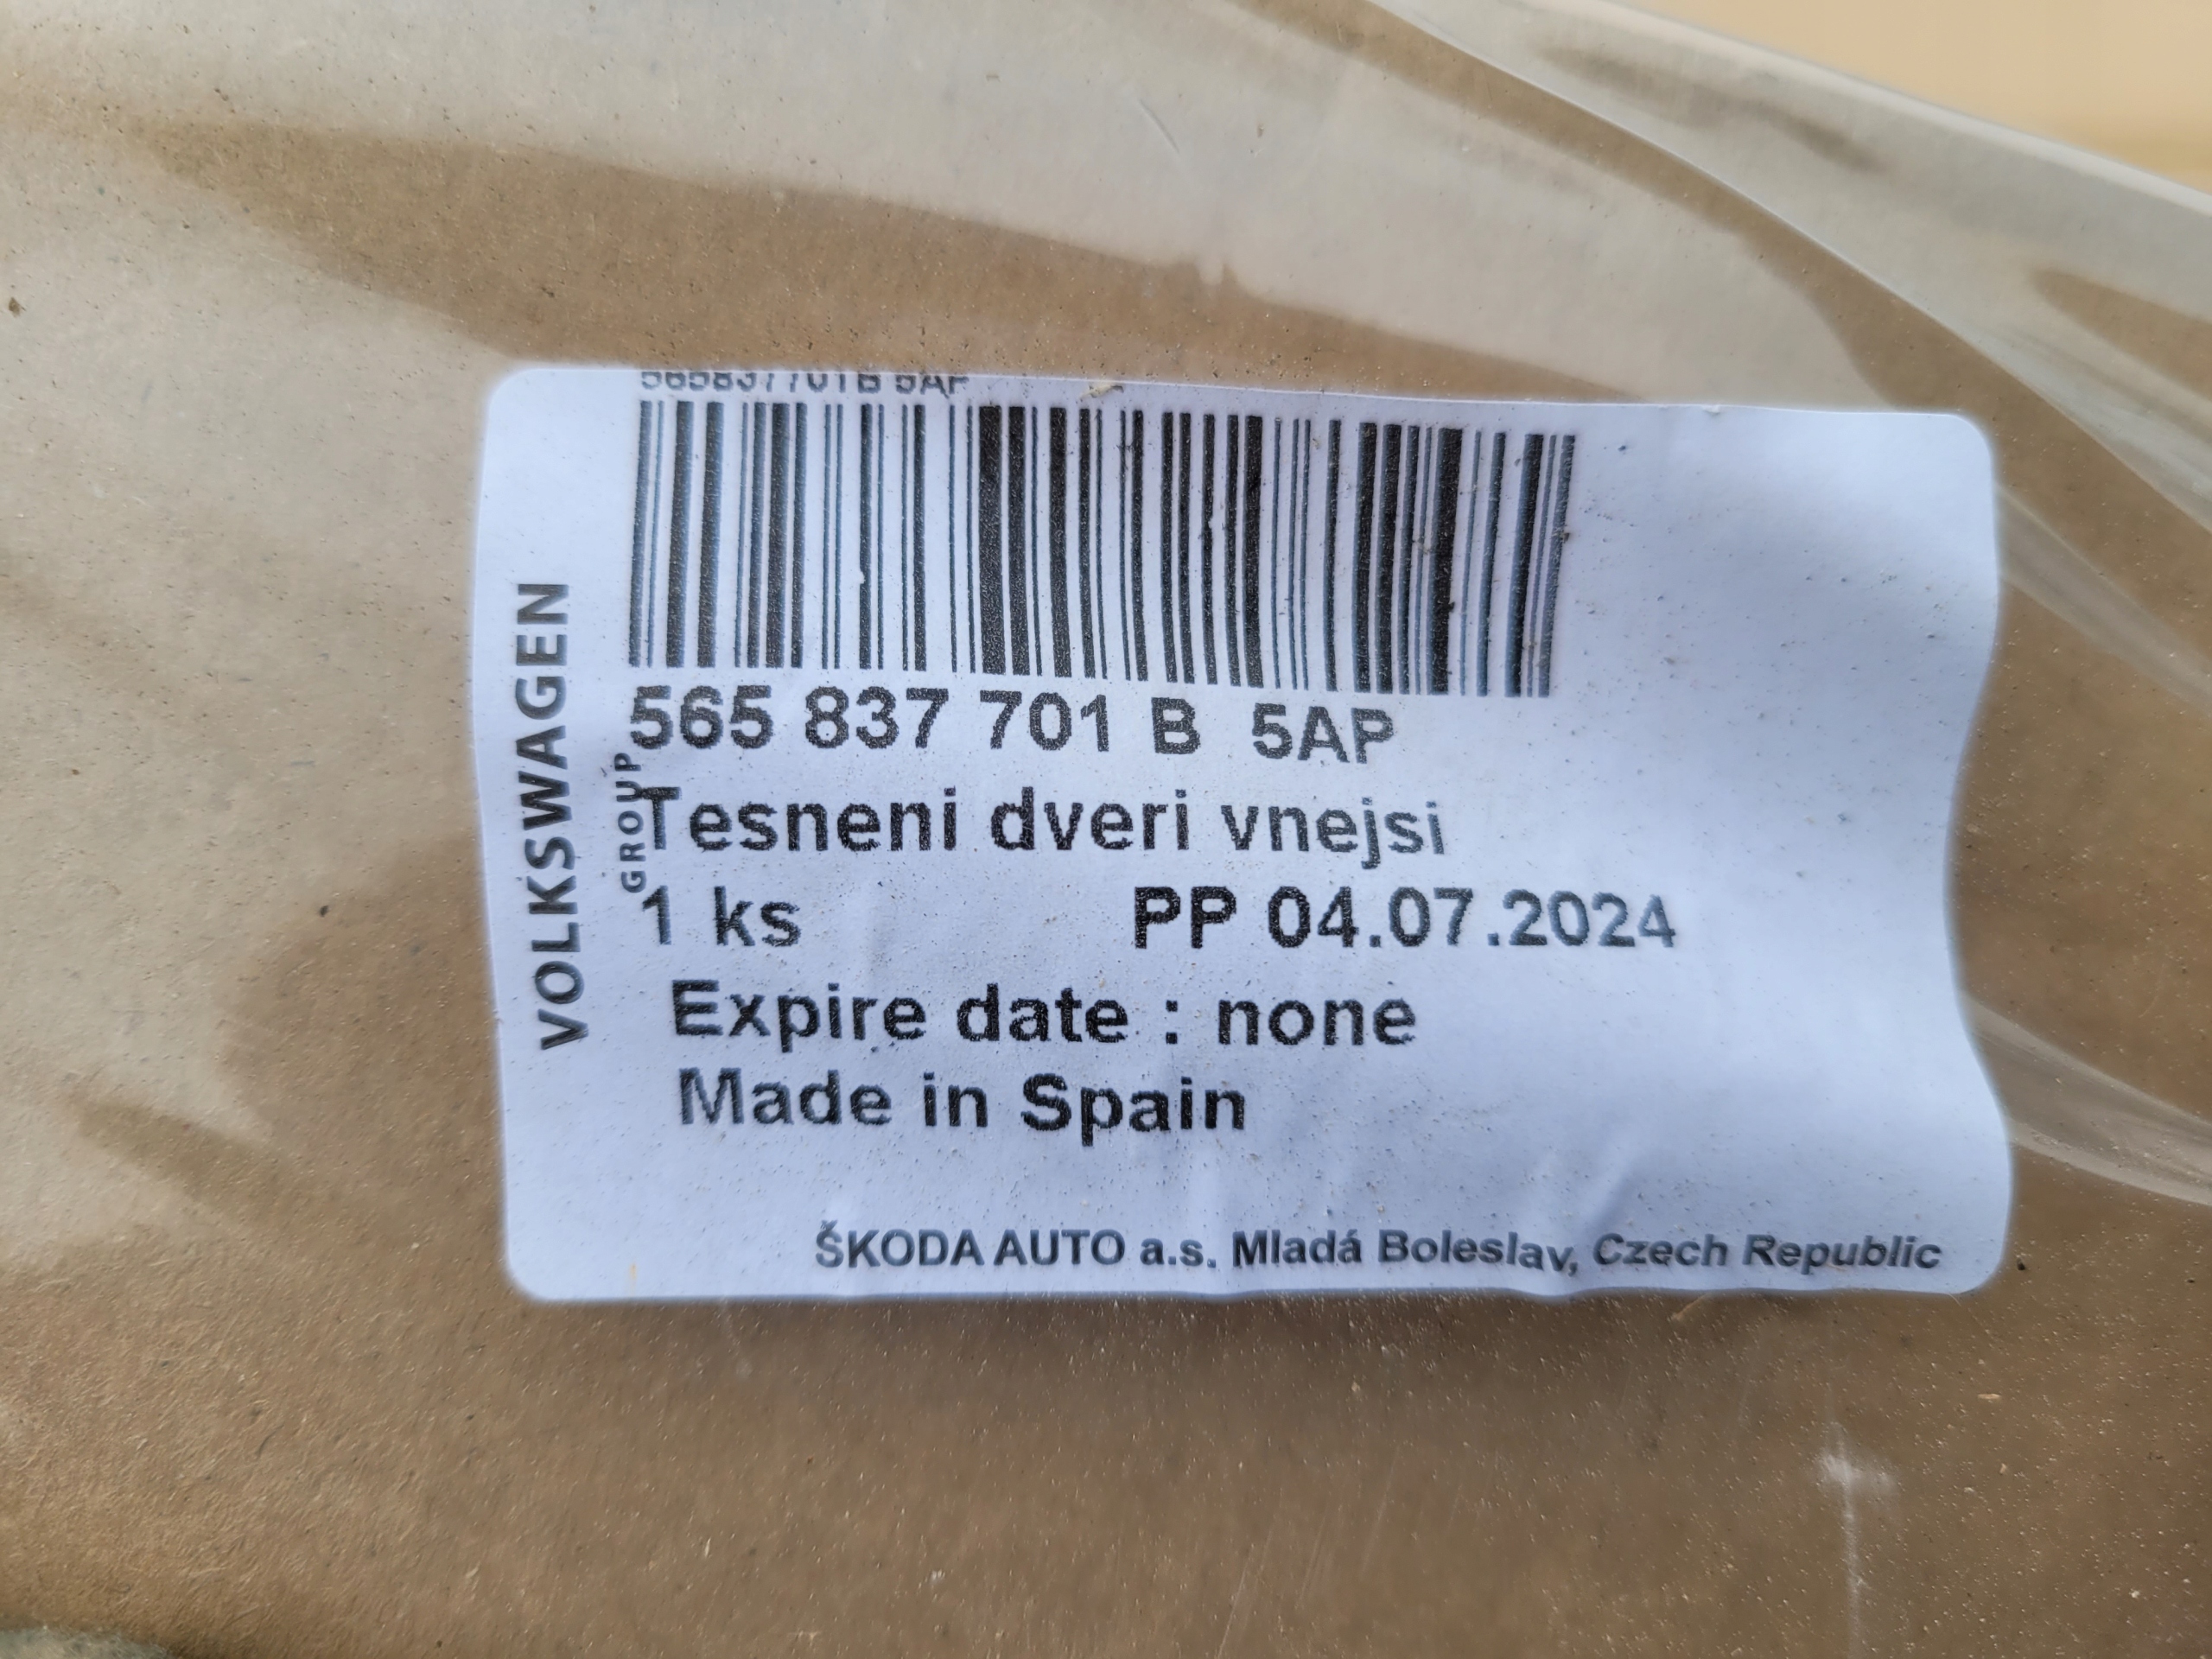 565837701B 5AP
565 837 701 B 5AP
Tesneni dveri vnejsi
1 ks PP 04.07.2024
Expire date : none
Made in Spain
ŠKODA AUTO a.s. Mladá Boleslav, Czech Republic
VOLKSWAGEN
GROUP